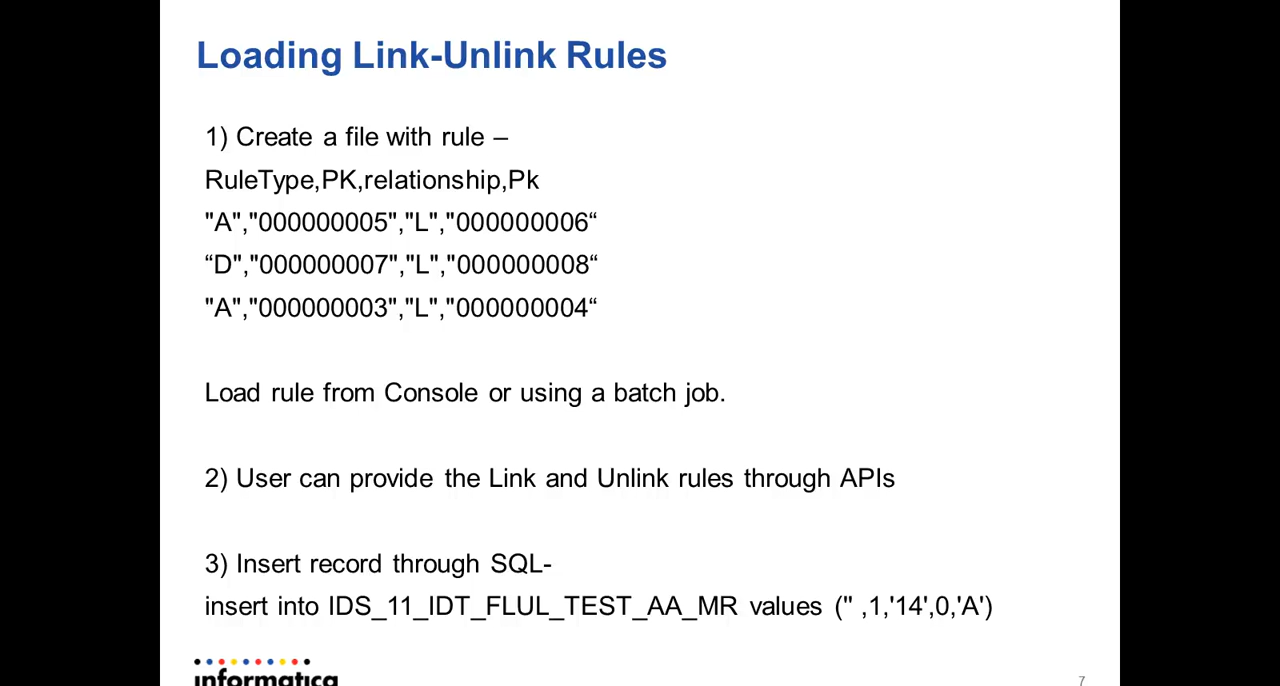 Loading Link-Unlink Rules
1) Create a file with rule –
RuleType,PK,relationship,Pk
"A","000000005","L","000000006“
“D","000000007","L","000000008“
"A","000000003","L","000000004“
Load rule from Console or using a batch job.
2) User can provide the Link and Unlink rules through APIs
3) Insert record through SQL-
insert into IDS_11_IDT_FLUL_TEST_AA_MR values (" ,1,'14',0,'A')
informatica
7